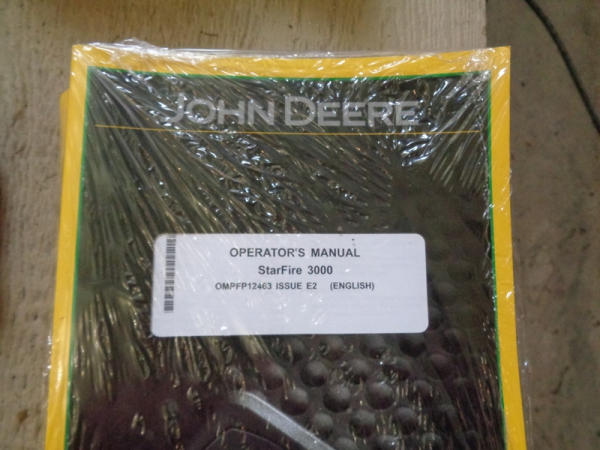 JOHN DEERE
OPERATOR'S MANUAL
StarFire 3000
OMPFP12463 ISSUE E2 (ENGLISH)